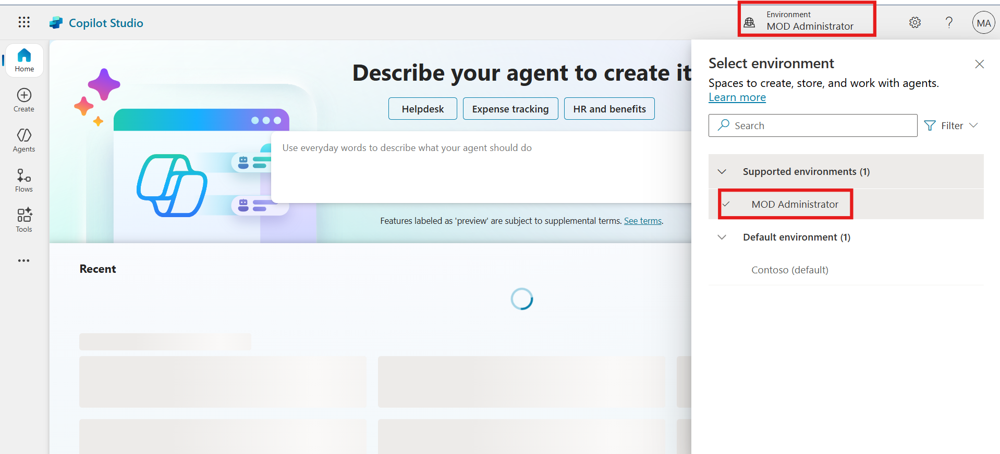 Copilot Studio
Environment
MOD Administrator
?
MA
Home
Create
Agents
Flows
Tools
Describe your agent to create it
Helpdesk
Expense tracking
HR and benefits
Use everyday words to describe what your agent should do
Features labeled as 'preview' are subject to supplemental terms. See terms.
Recent
Select environment
Spaces to create, store, and work with agents.
Learn more
Search
Filter
Supported environments (1)
MOD Administrator
Default environment (1)
Contoso (default)